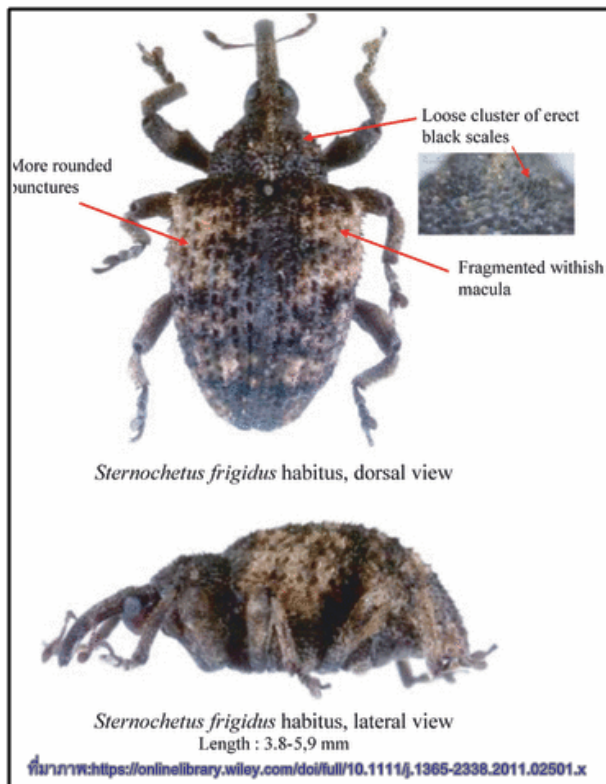 Loose cluster of erect
black scales
More rounded
punctures
Fragmented withish
macula
Sternochetus frigidus habitus, dorsal view
Sternochetus frigidus habitus, lateral view
Length : 3.8-5,9 mm
ที่มาภาพ:https://onlinelibrary.wiley.com/doi/full/10.1111/j.1365-2338.2011.02501.x